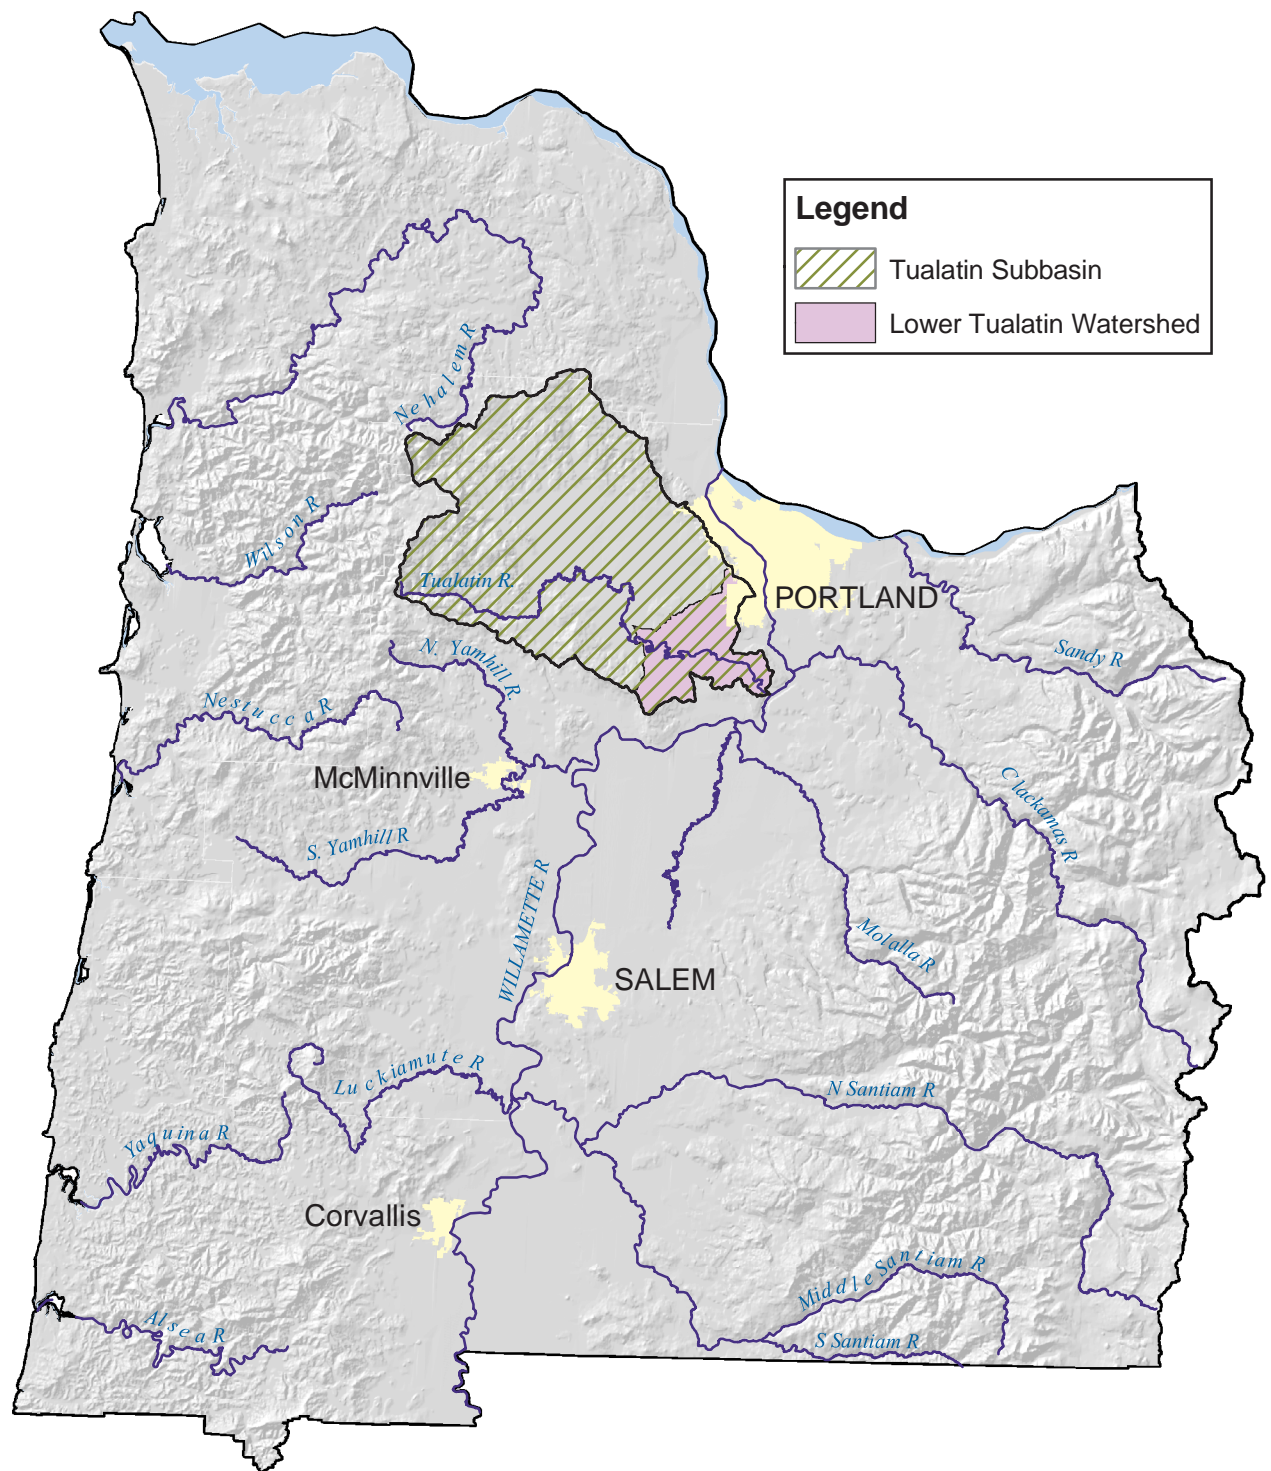 Legend
Tualatin Subbasin
Lower Tualatin Watershed
Nehalem R
Wilson R
Tualatin R.
PORTLAND
N. Yamhill R.
Sandy R
Nestucca R
McMinnville
Clackamas R
S. Yamhill R
WILLAMETTE R
Molalla R
SALEM
Luckiamute R
N Santiam R
Yaquina R
Corvallis
Middle Santiam R
Alsea R
S Santiam R